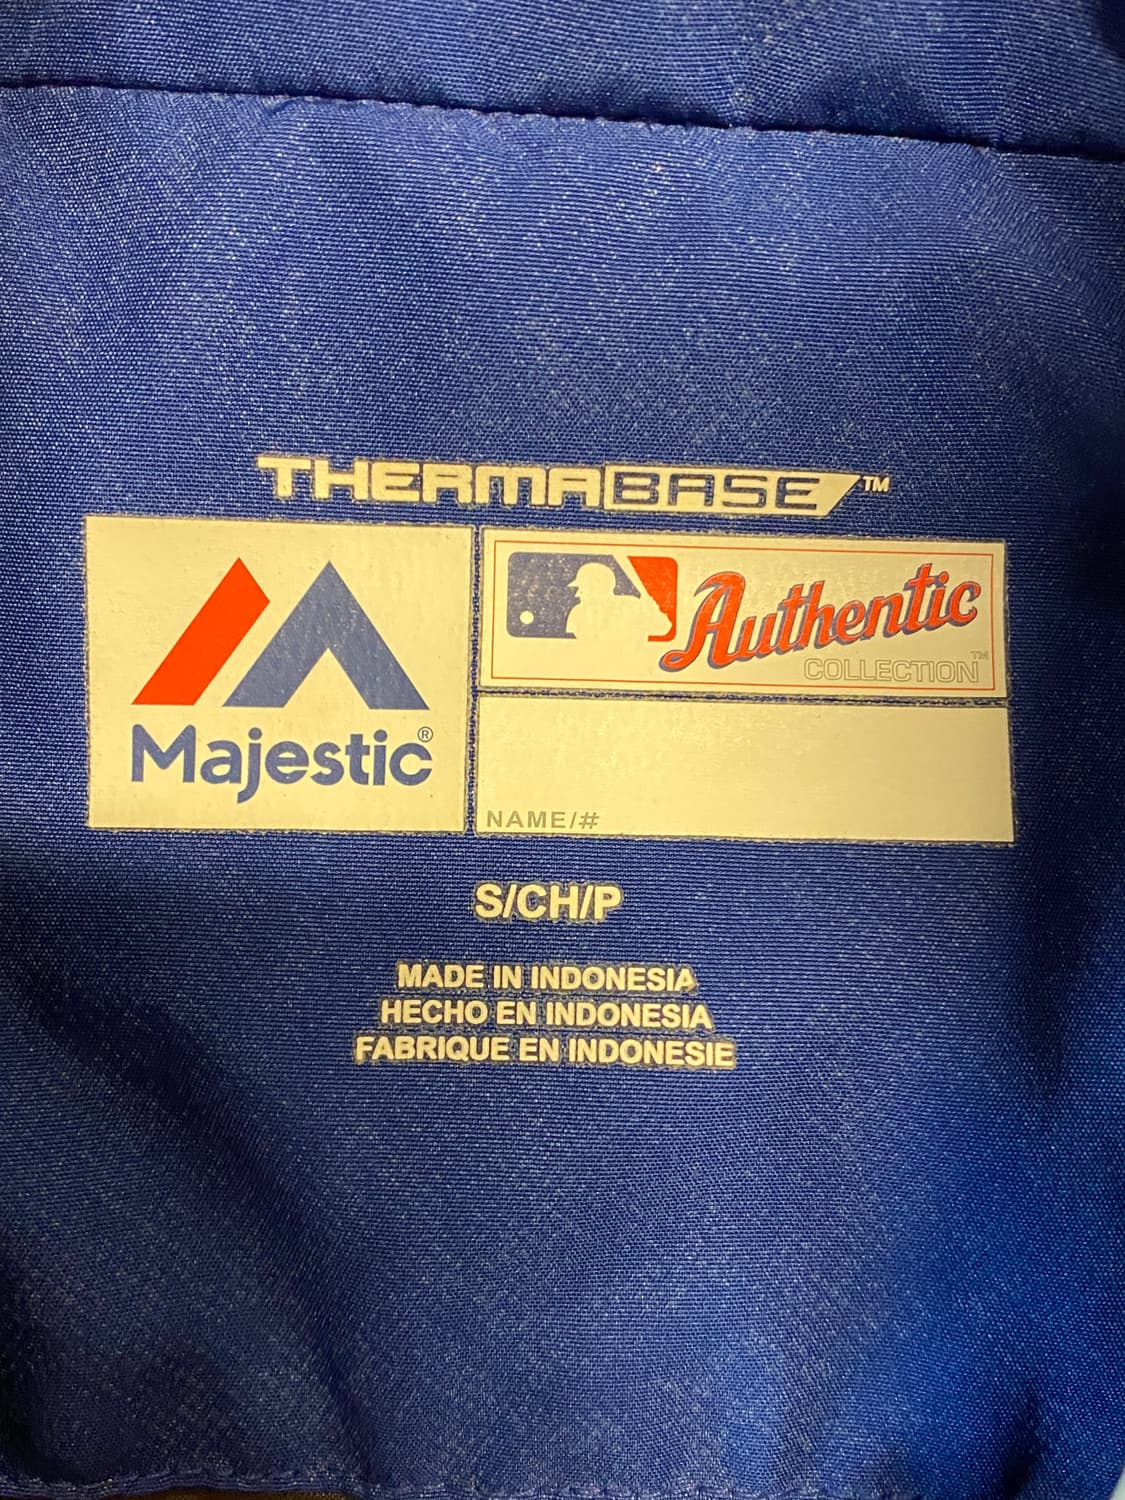 THERMABASE™
Majestic®
Authentic
COLLECTION™
NAME/#
S/CH/P
MADE IN INDONESIA
HECHO EN INDONESIA
FABRIQUE EN INDONESIE